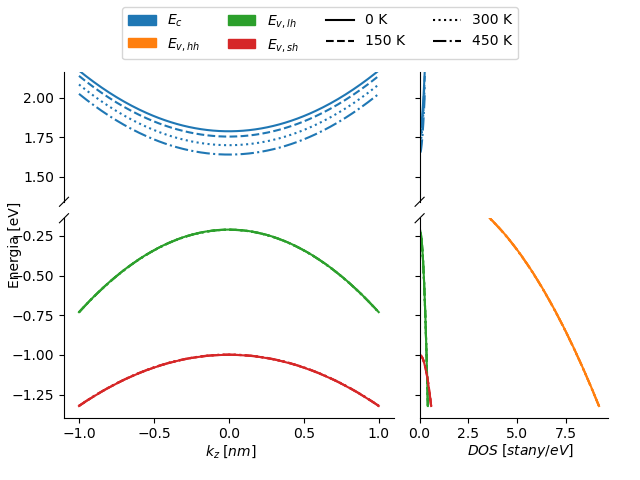 E_c E_{v,lh} 0 K 300 K
E_{v,hh} E_{v,sh} 150 K 450 K
2.00
1.75
1.50
Energia [eV]
−0.25
−0.50
−0.75
−1.00
−1.25
−1.0 −0.5 0.0 0.5 1.0
k_z [nm]
0.0 2.5 5.0 7.5
DOS [stany/eV]